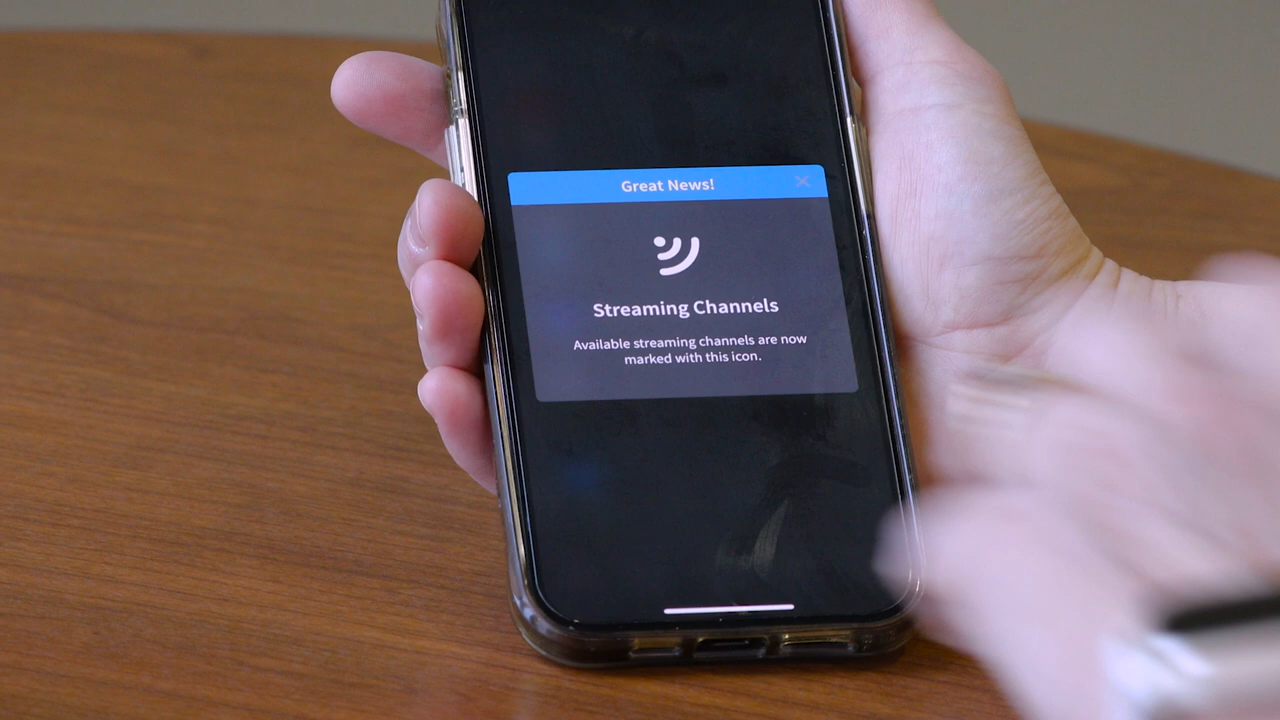 Great News!
Streaming Channels
Available streaming channels are now
marked with this icon.